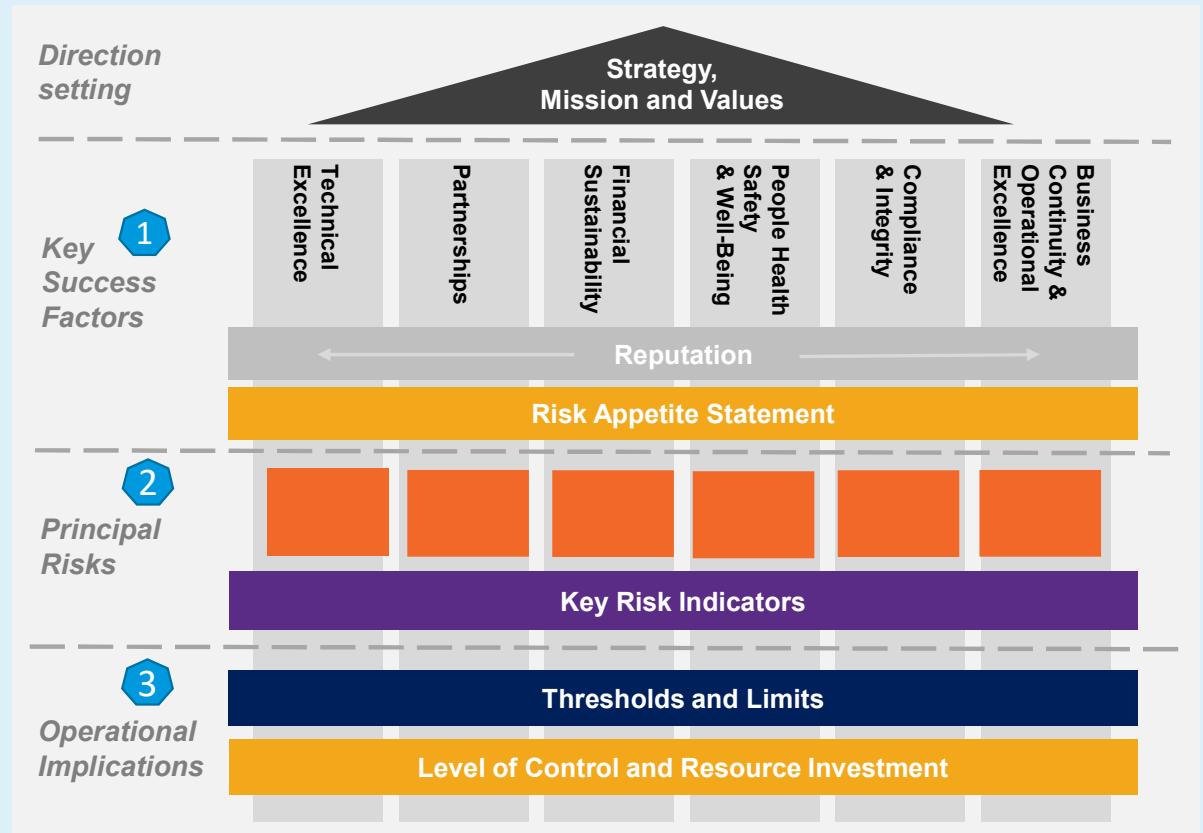 Direction
setting
Strategy,
Mission and Values
1
Key
Success
Factors
Technical
Excellence
Partnerships
Financial
Sustainability
People Health
Safety
& Well-Being
Compliance
& Integrity
Business
Continuity &
Operational
Excellence
Reputation
Risk Appetite Statement
2
Principal
Risks
Key Risk Indicators
3
Operational
Implications
Thresholds and Limits
Level of Control and Resource Investment